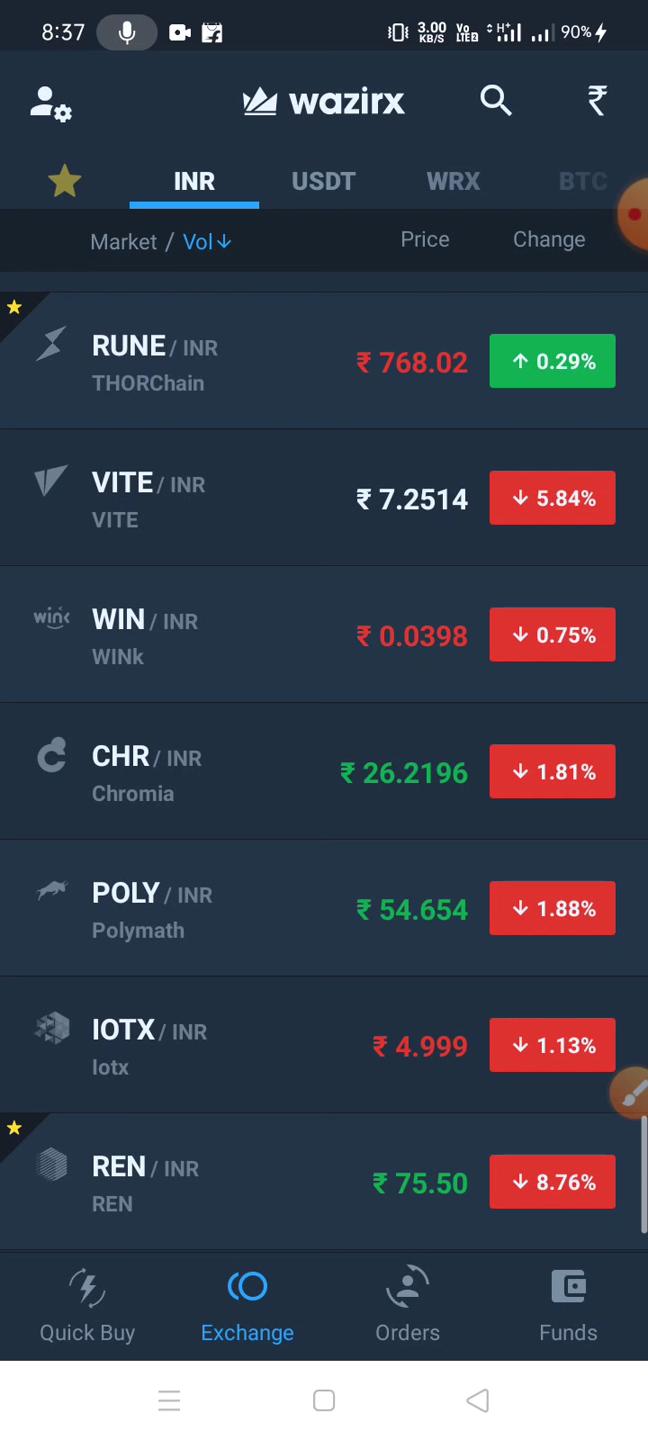 8:37 3.00 KB/S Vo LTE2 H+ 90%
wazirx ₹
INR USDT WRX BTC
Market / Vol↓ Price Change
RUNE / INR ₹ 768.02 ↑ 0.29%
THORChain
VITE / INR ₹ 7.2514 ↓ 5.84%
VITE
WIN / INR ₹ 0.0398 ↓ 0.75%
WINk
CHR / INR ₹ 26.2196 ↓ 1.81%
Chromia
POLY / INR ₹ 54.654 ↓ 1.88%
Polymath
IOTX / INR ₹ 4.999 ↓ 1.13%
Iotx
REN / INR ₹ 75.50 ↓ 8.76%
REN
Quick Buy Exchange Orders Funds